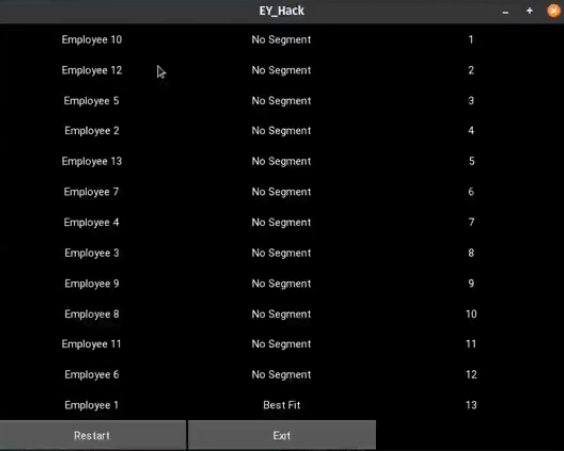 EY_Hack
Employee 10 No Segment 1
Employee 12 No Segment 2
Employee 5 No Segment 3
Employee 2 No Segment 4
Employee 13 No Segment 5
Employee 7 No Segment 6
Employee 4 No Segment 7
Employee 3 No Segment 8
Employee 9 No Segment 9
Employee 8 No Segment 10
Employee 11 No Segment 11
Employee 6 No Segment 12
Employee 1 Best Fit 13
Restart Exit